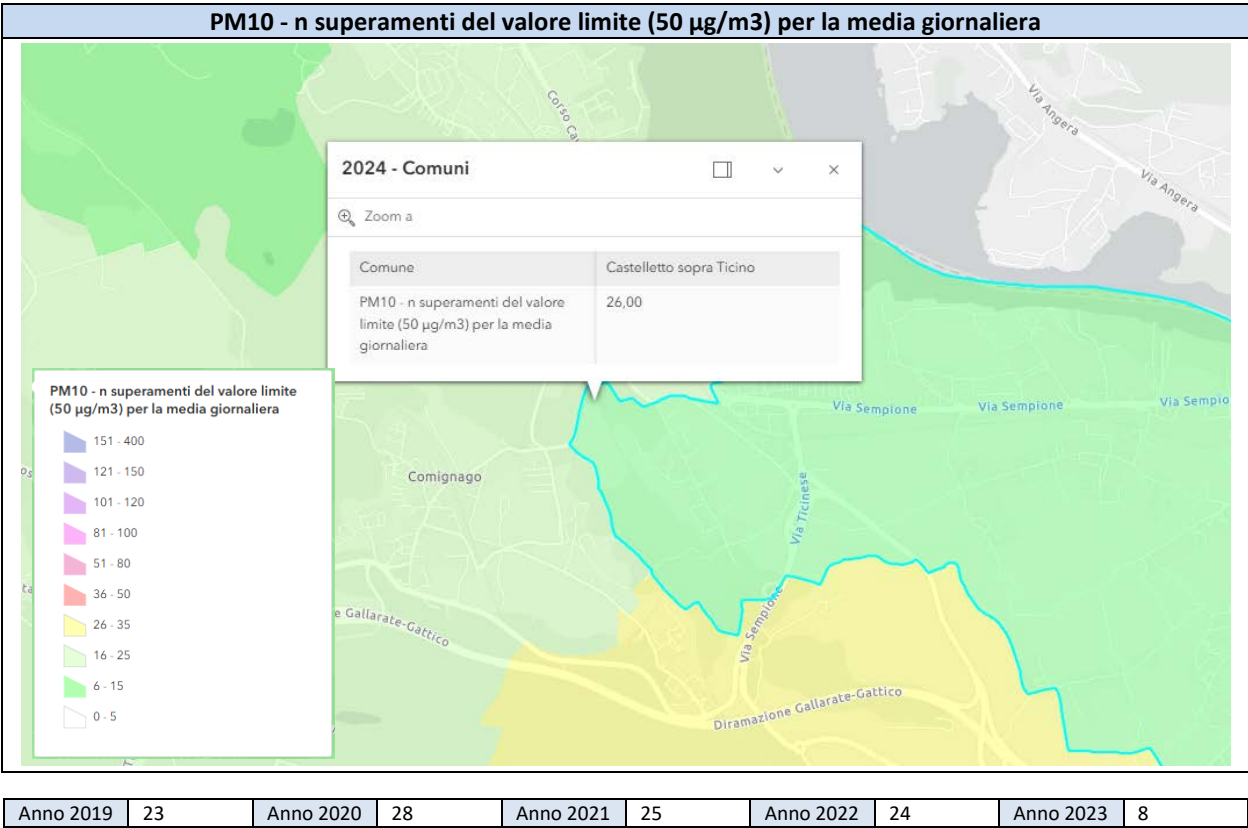 PM10 - n superamenti del valore limite (50 µg/m3) per la media giornaliera
Corso Ca
Via Angera
Via Angera
2024 - Comuni
Zoom a
Comune Castelletto sopra Ticino
PM10 - n superamenti del valore 26,00
limite (50 µg/m3) per la media
giornaliera
Via Sempione
Via Sempione
Via Sempio
PM10 - n superamenti del valore limite
(50 µg/m3) per la media giornaliera
151 - 400
121 - 150
101 - 120
81 - 100
51 - 80
36 - 50
26 - 35
16 - 25
6 - 15
0 - 5
Comignago
Via Ticinese
e Gallarate-Gattico
Via Sempione
Diramazione Gallarate-Gattico
Anno 2019 23 Anno 2020 28 Anno 2021 25 Anno 2022 24 Anno 2023 8